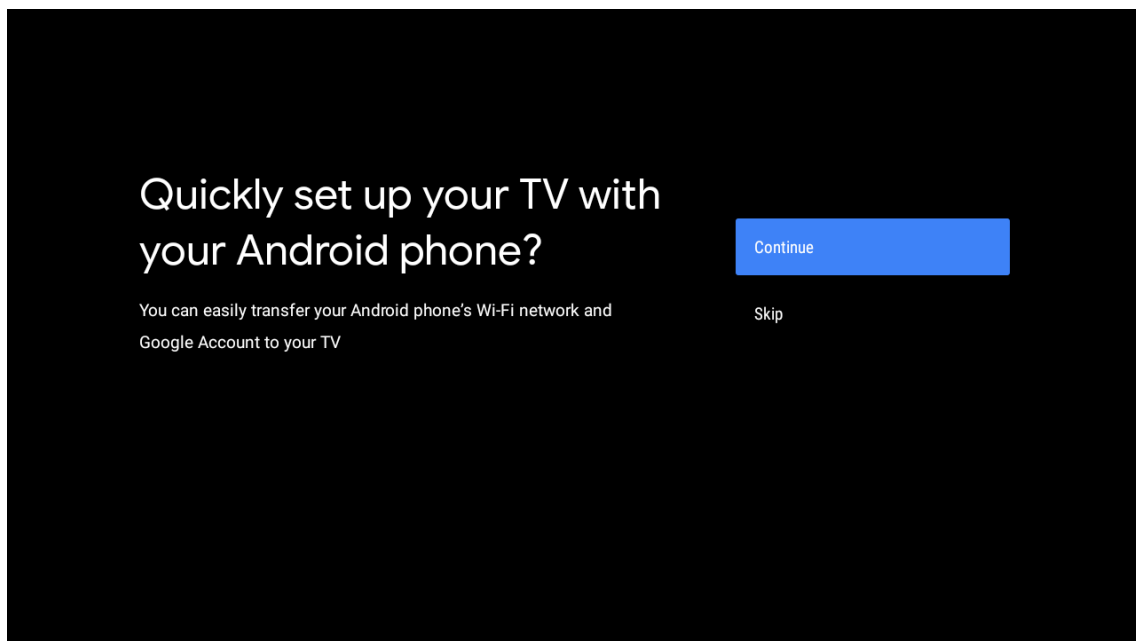 Quickly set up your TV with
your Android phone?
You can easily transfer your Android phone’s Wi-Fi network and
Google Account to your TV
Continue
Skip